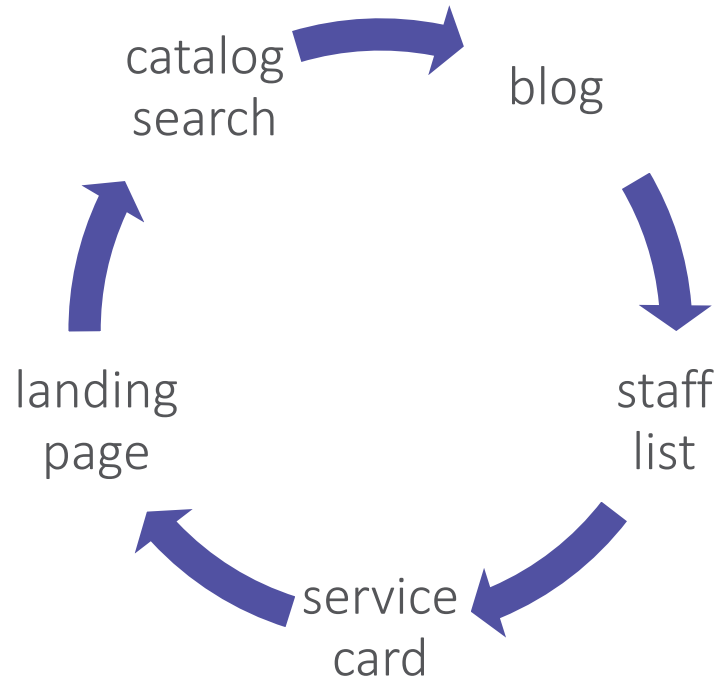 catalog
search
blog
staff
list
service
card
landing
page